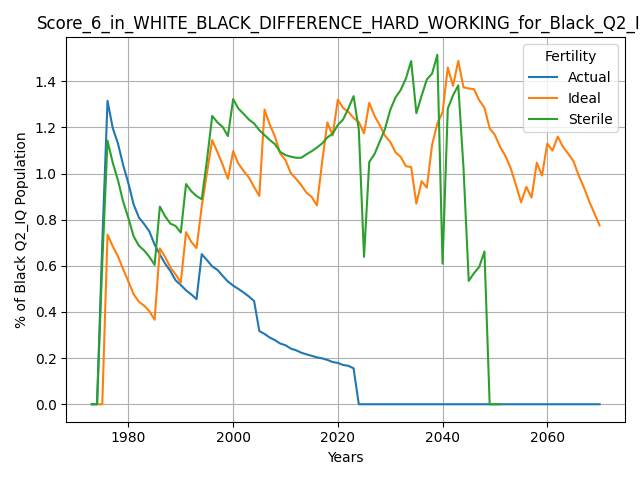 Score_6_in_WHITE_BLACK_DIFFERENCE_HARD_WORKING_for_Black_Q2_I
Fertility
Actual
Ideal
Sterile
% of Black Q2_IQ Population
1.4
1.2
1.0
0.8
0.6
0.4
0.2
0.0
1980 2000 2020 2040 2060
Years